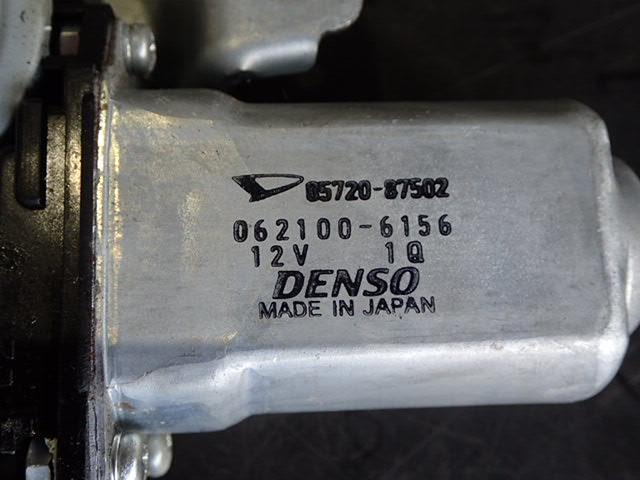 85720-87502
062100-6156
12V 1Q
DENSO
MADE IN JAPAN